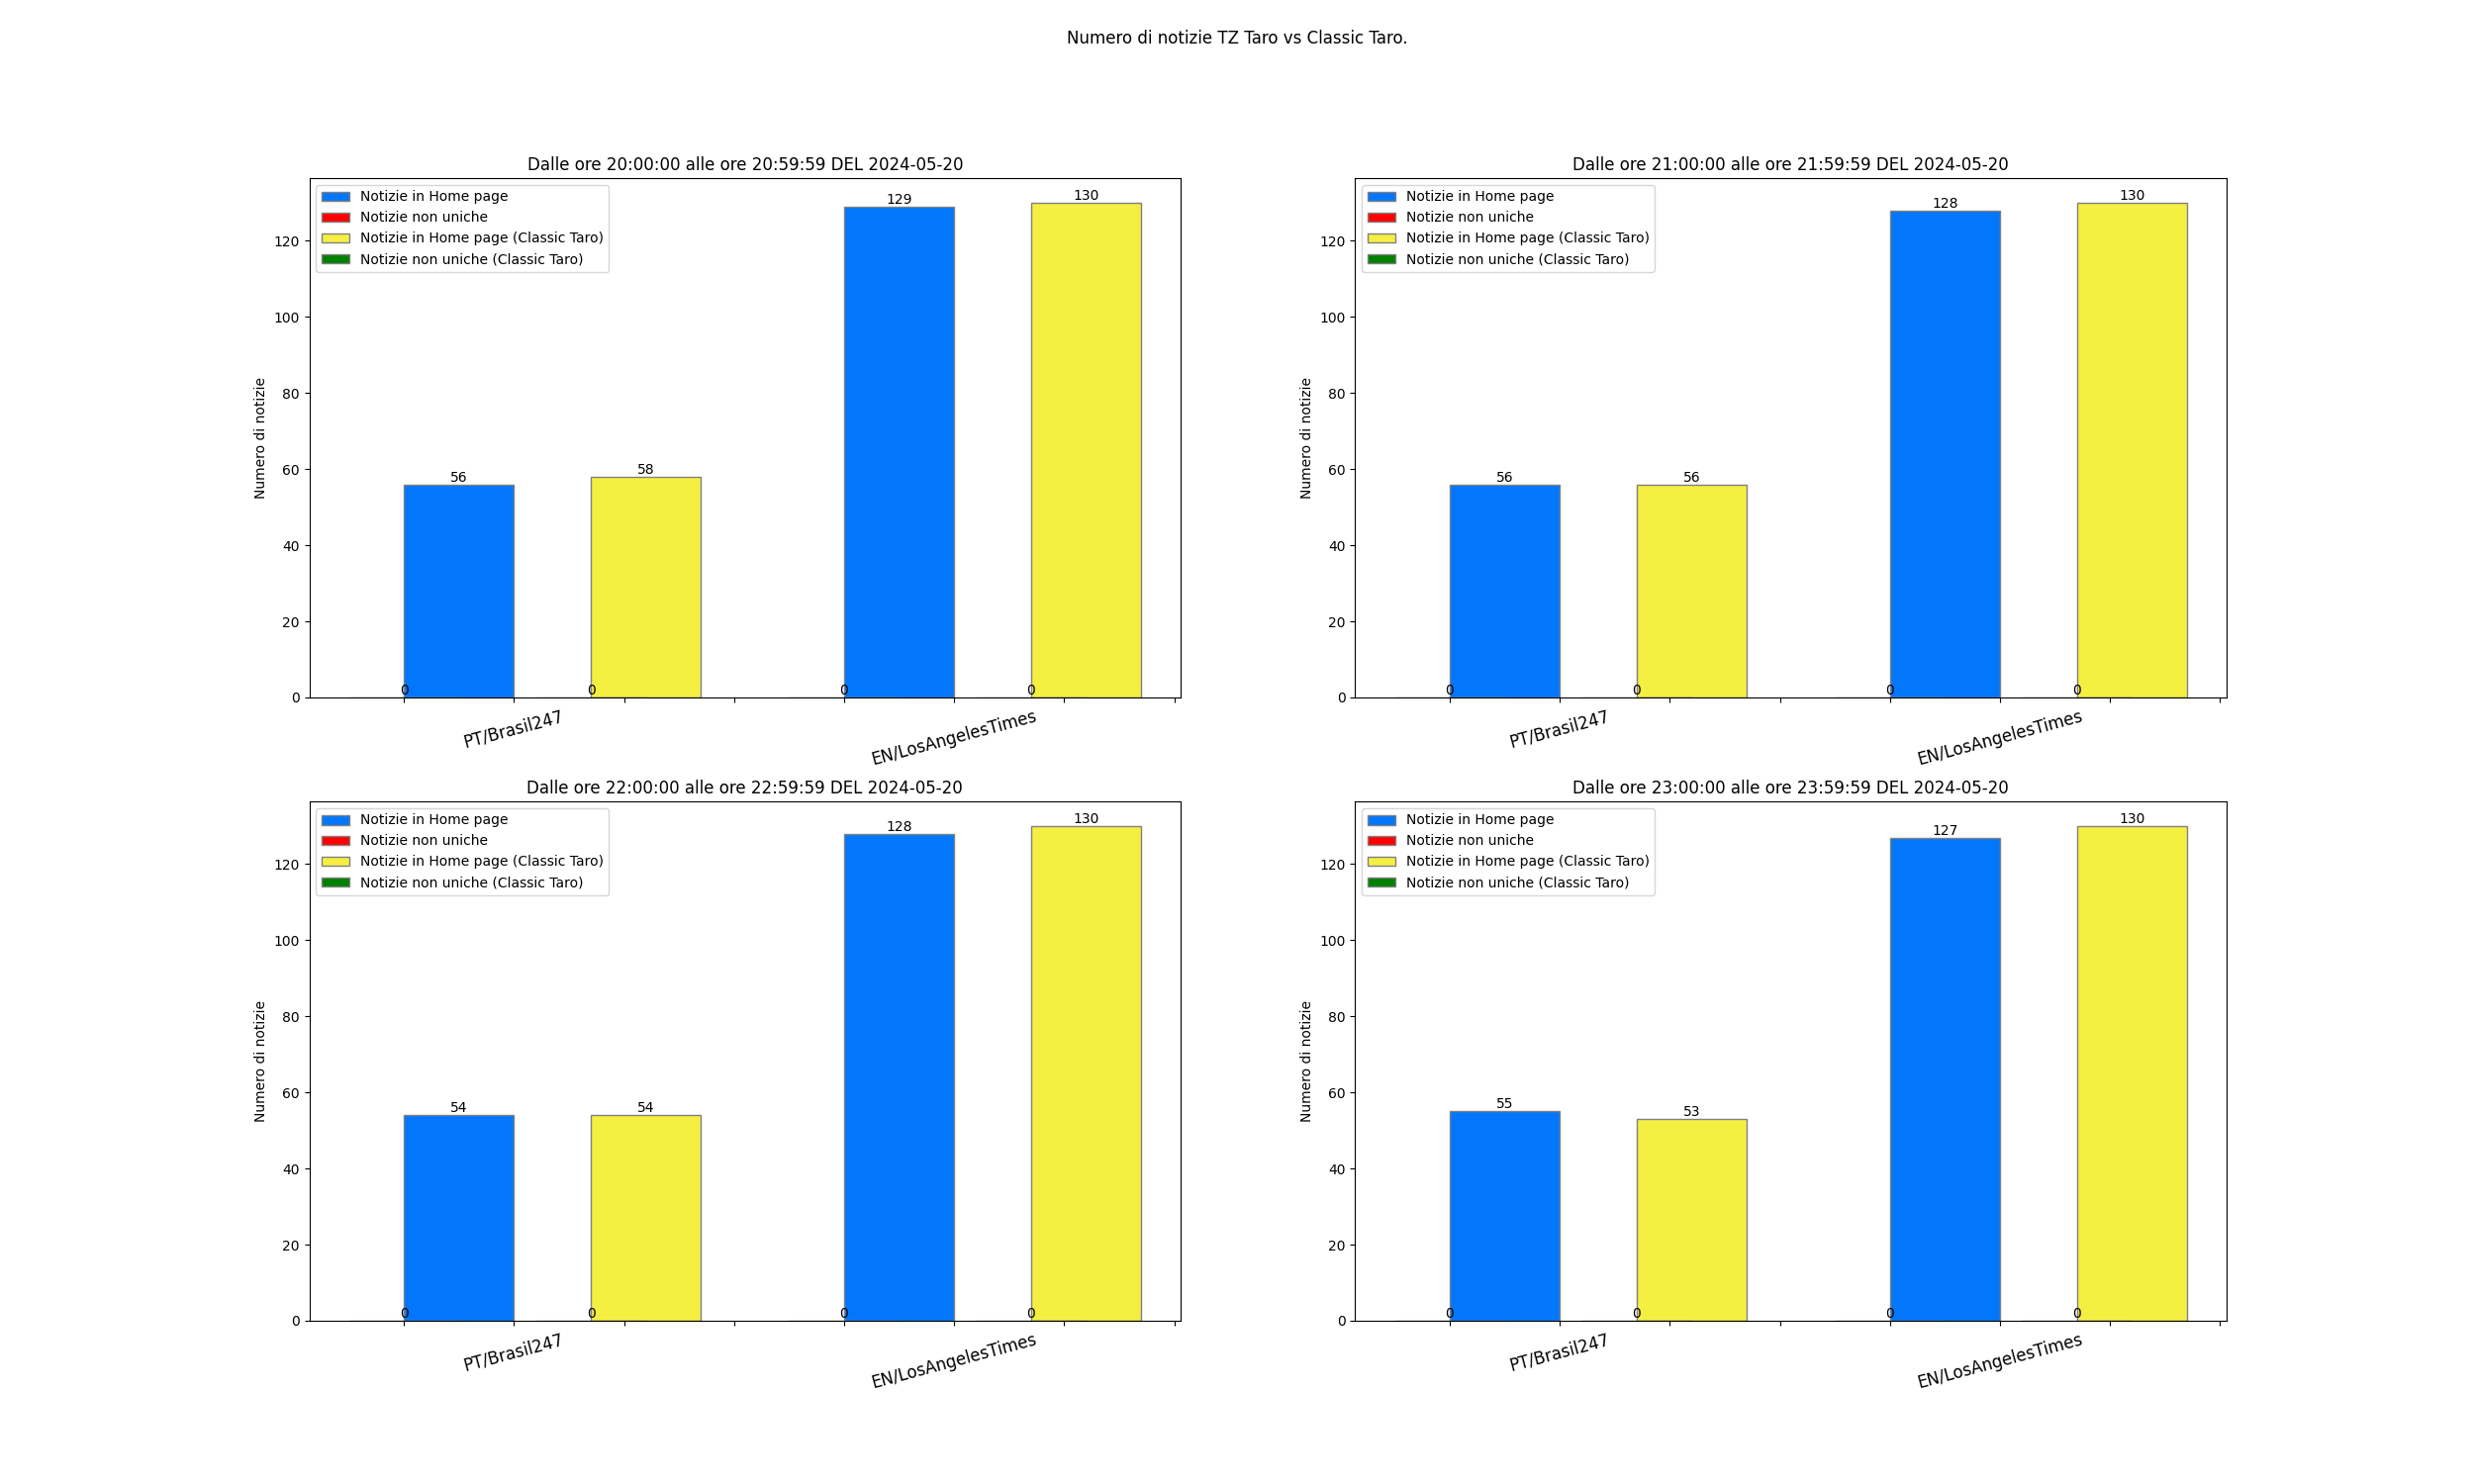 Numero di notizie TZ Taro vs Classic Taro.
Dalle ore 20:00:00 alle ore 20:59:59 DEL 2024-05-20
Notizie in Home page
Notizie non uniche
Notizie in Home page (Classic Taro)
Notizie non uniche (Classic Taro)
129
130
120
100
80
60
40
20
0
Numero di notizie
56
58
0
0
0
0
PT/Brasil247
EN/LosAngelesTimes
Dalle ore 21:00:00 alle ore 21:59:59 DEL 2024-05-20
Notizie in Home page
Notizie non uniche
Notizie in Home page (Classic Taro)
Notizie non uniche (Classic Taro)
128
130
120
100
80
60
40
20
0
Numero di notizie
56
56
0
0
0
0
PT/Brasil247
EN/LosAngelesTimes
Dalle ore 22:00:00 alle ore 22:59:59 DEL 2024-05-20
Notizie in Home page
Notizie non uniche
Notizie in Home page (Classic Taro)
Notizie non uniche (Classic Taro)
128
130
120
100
80
60
40
20
0
Numero di notizie
54
54
0
0
0
0
PT/Brasil247
EN/LosAngelesTimes
Dalle ore 23:00:00 alle ore 23:59:59 DEL 2024-05-20
Notizie in Home page
Notizie non uniche
Notizie in Home page (Classic Taro)
Notizie non uniche (Classic Taro)
127
130
120
100
80
60
40
20
0
Numero di notizie
55
53
0
0
0
0
PT/Brasil247
EN/LosAngelesTimes